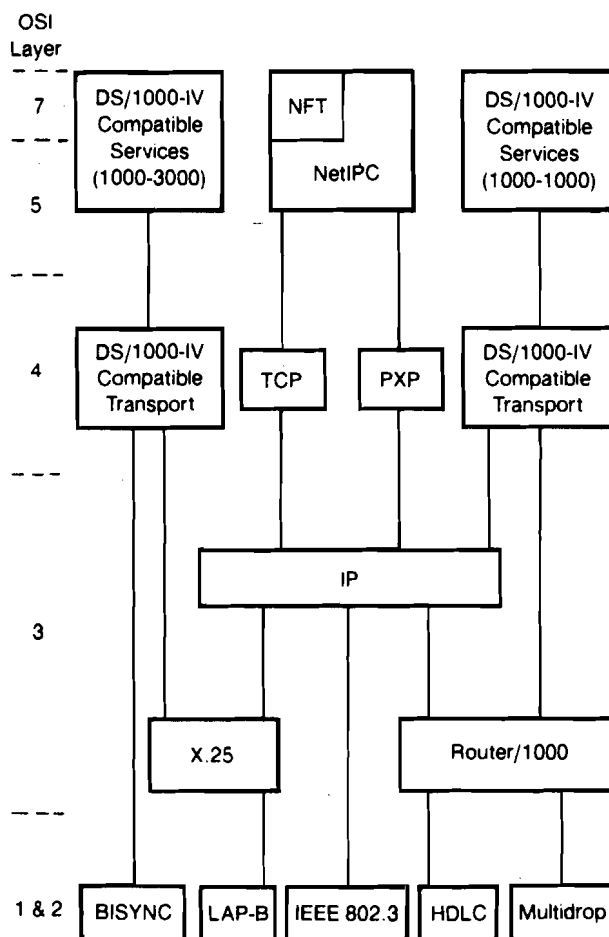 OSI
Layer
7
DS/1000-IV
Compatible
Services
(1000-3000)
NFT
NetIPC
DS/1000-IV
Compatible
Services
(1000-1000)
5
4
DS/1000-IV
Compatible
Transport
TCP
PXP
DS/1000-IV
Compatible
Transport
IP
3
X.25
Router/1000
1 & 2
BISYNC
LAP-B
IEEE 802.3
HDLC
Multidrop